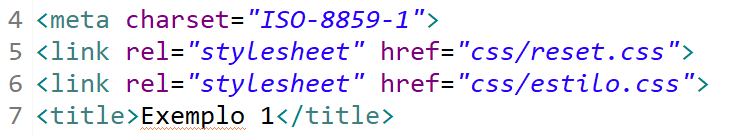 4 <meta charset="ISO-8859-1">
5 <link rel="stylesheet" href="css/reset.css">
6 <link rel="stylesheet" href="css/estilo.css">
7 <title>Exemplo 1</title>